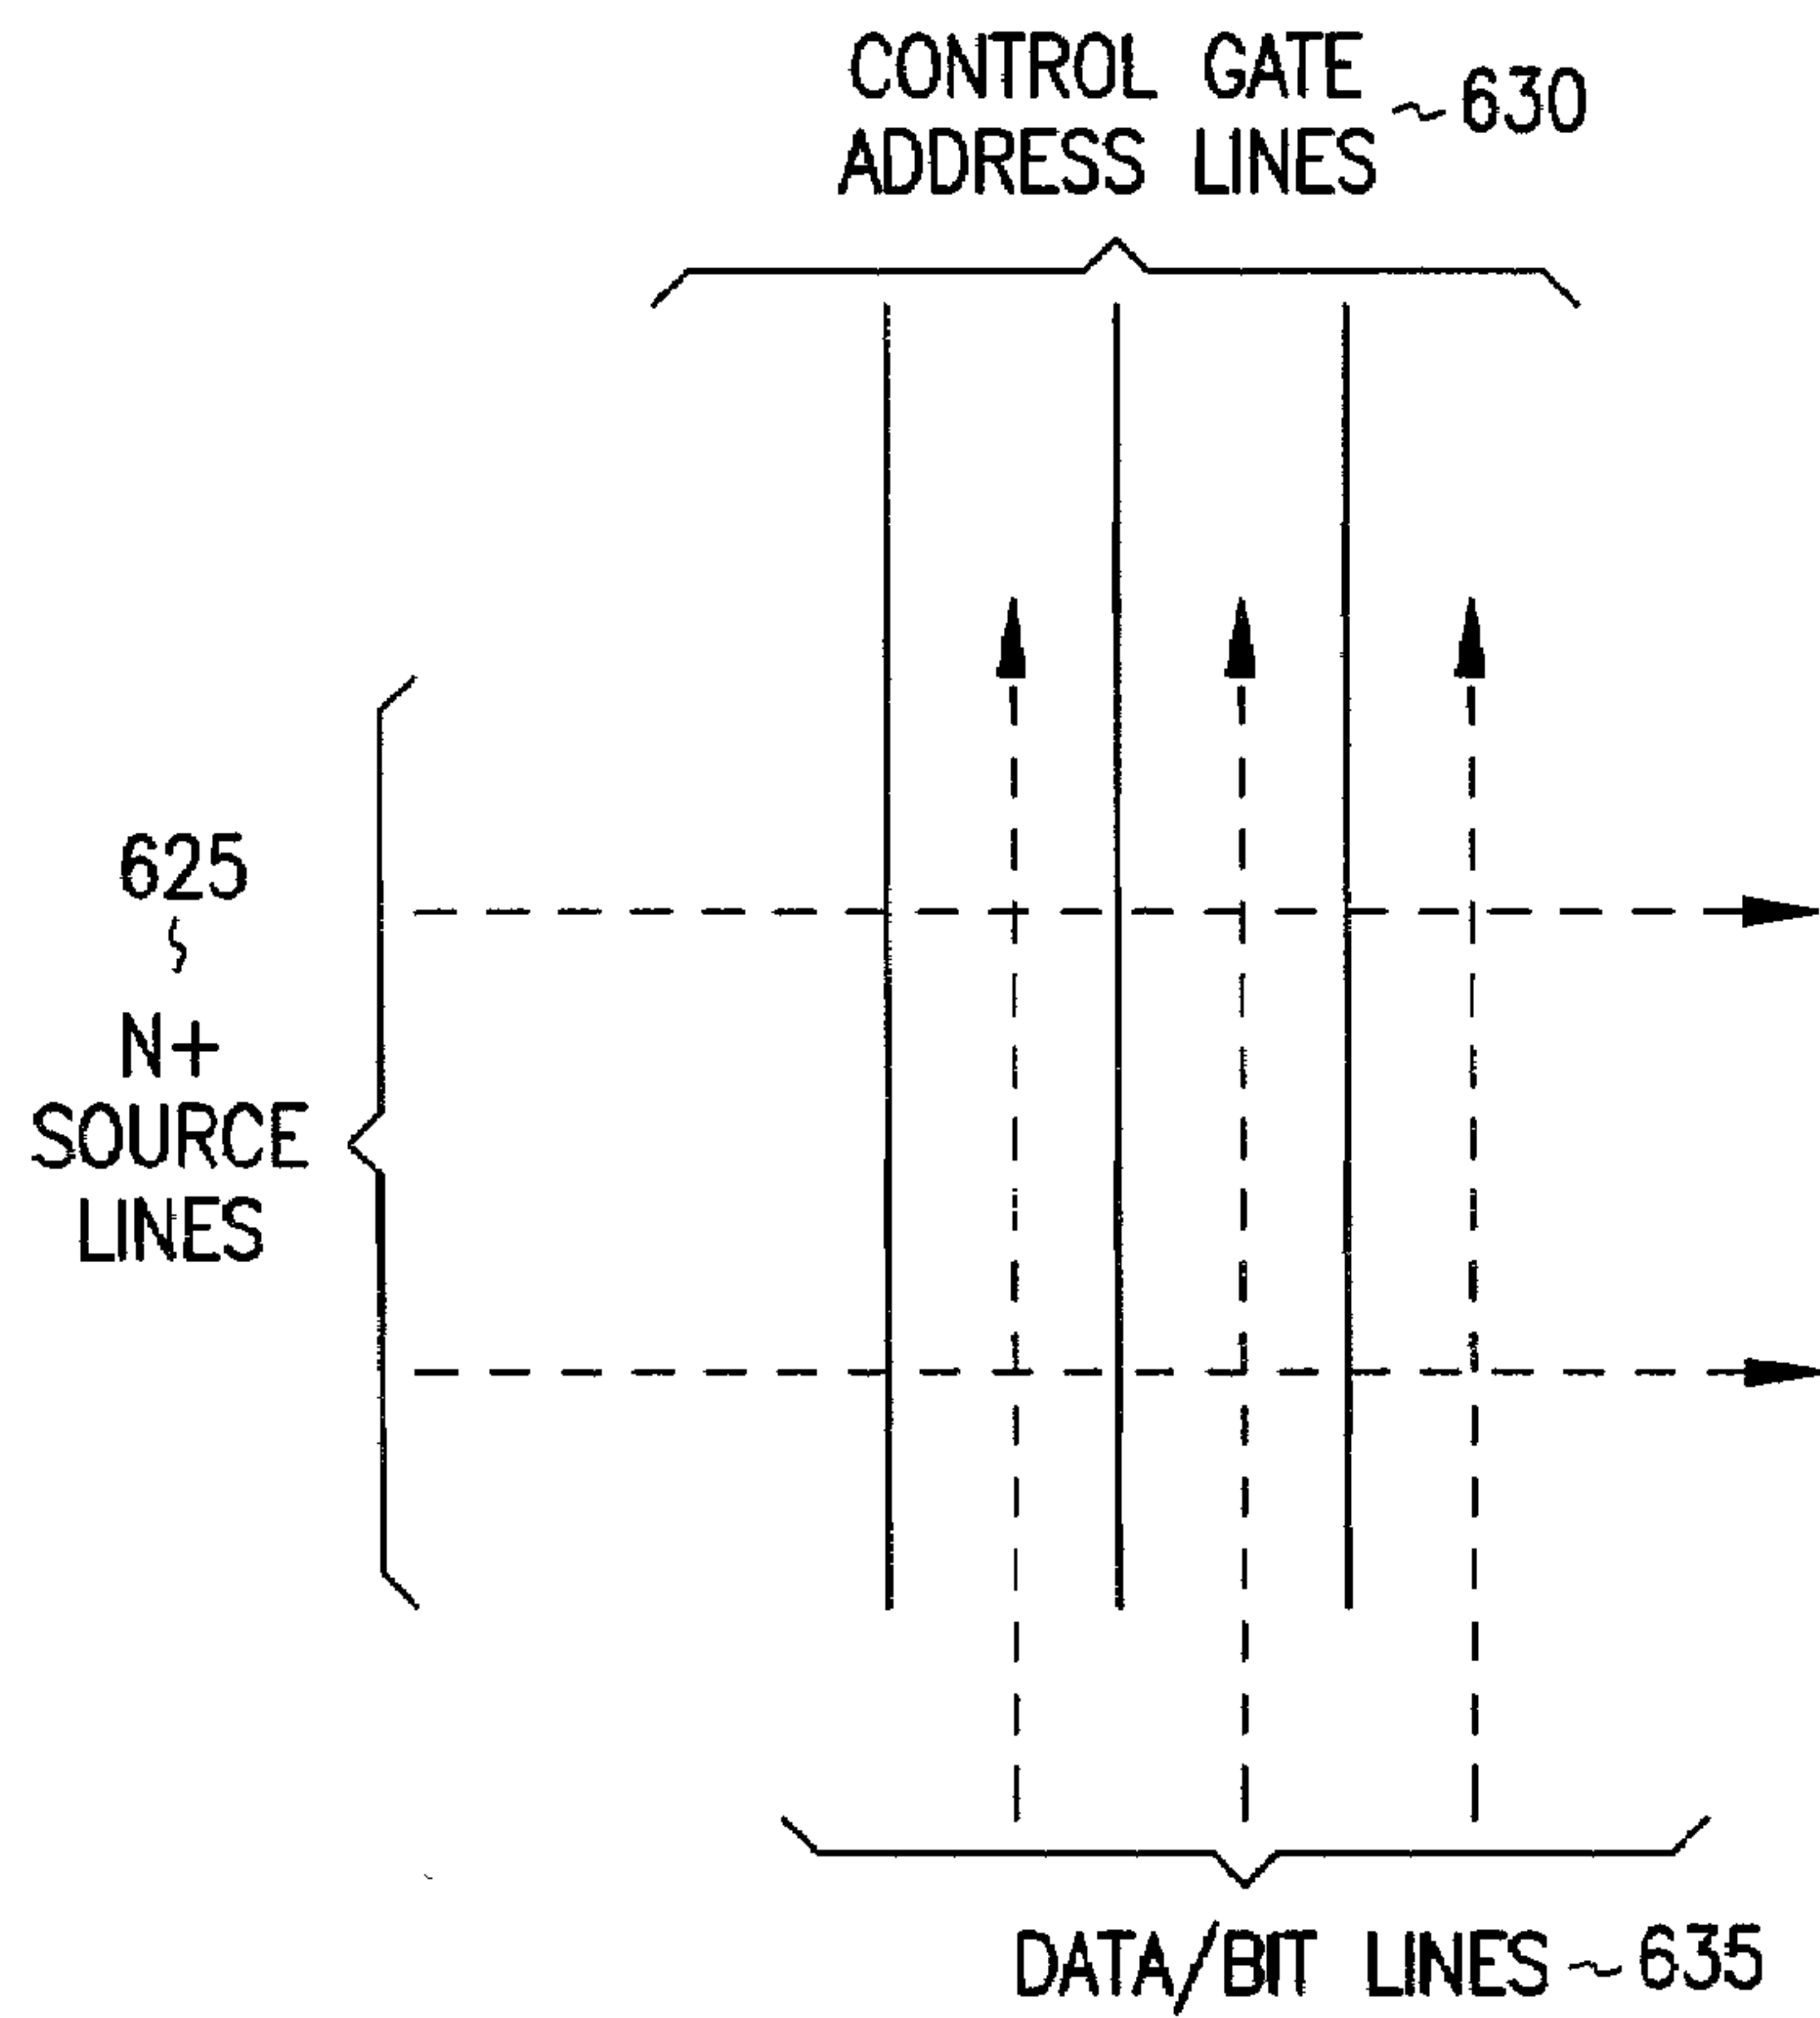 CONTROL GATE
ADDRESS LINES ~630
625
N+
SOURCE
LINES
DATA/BIT LINES ~635